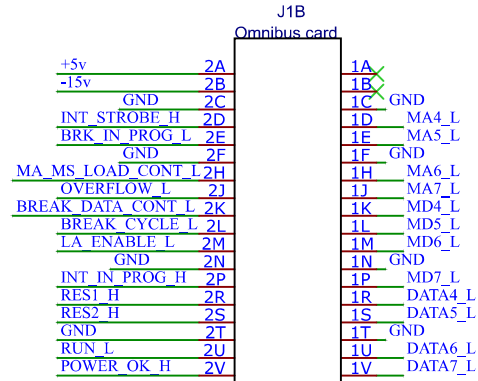 J1B
Omnibus card
+5v 2A 1A
-15v 2B 1B
GND 2C 1C GND
INT_STROBE_H 2D 1D MA4_L
BRK_IN_PROG_L 2E 1E MA5_L
GND 2F 1F GND
MA_MS_LOAD_CONT_L 2H 1H MA6_L
OVERFLOW_L 2J 1J MA7_L
BREAK_DATA_CONT_L 2K 1K MD4_L
BREAK_CYCLE_L 2L 1L MD5_L
LA_ENABLE_L 2M 1M MD6_L
GND 2N 1N GND
INT_IN_PROG_H 2P 1P MD7_L
RES1_H 2R 1R DATA4_L
RES2_H 2S 1S DATA5_L
GND 2T 1T GND
RUN_L 2U 1U DATA6_L
POWER_OK_H 2V 1V DATA7_L